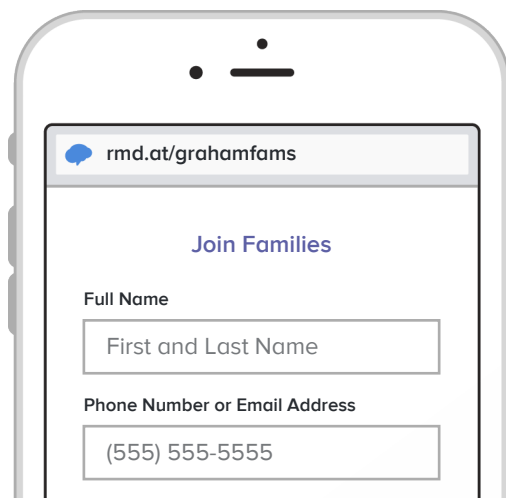 rmd.at/grahamfams
Join Families
Full Name
First and Last Name
Phone Number or Email Address
(555) 555-5555